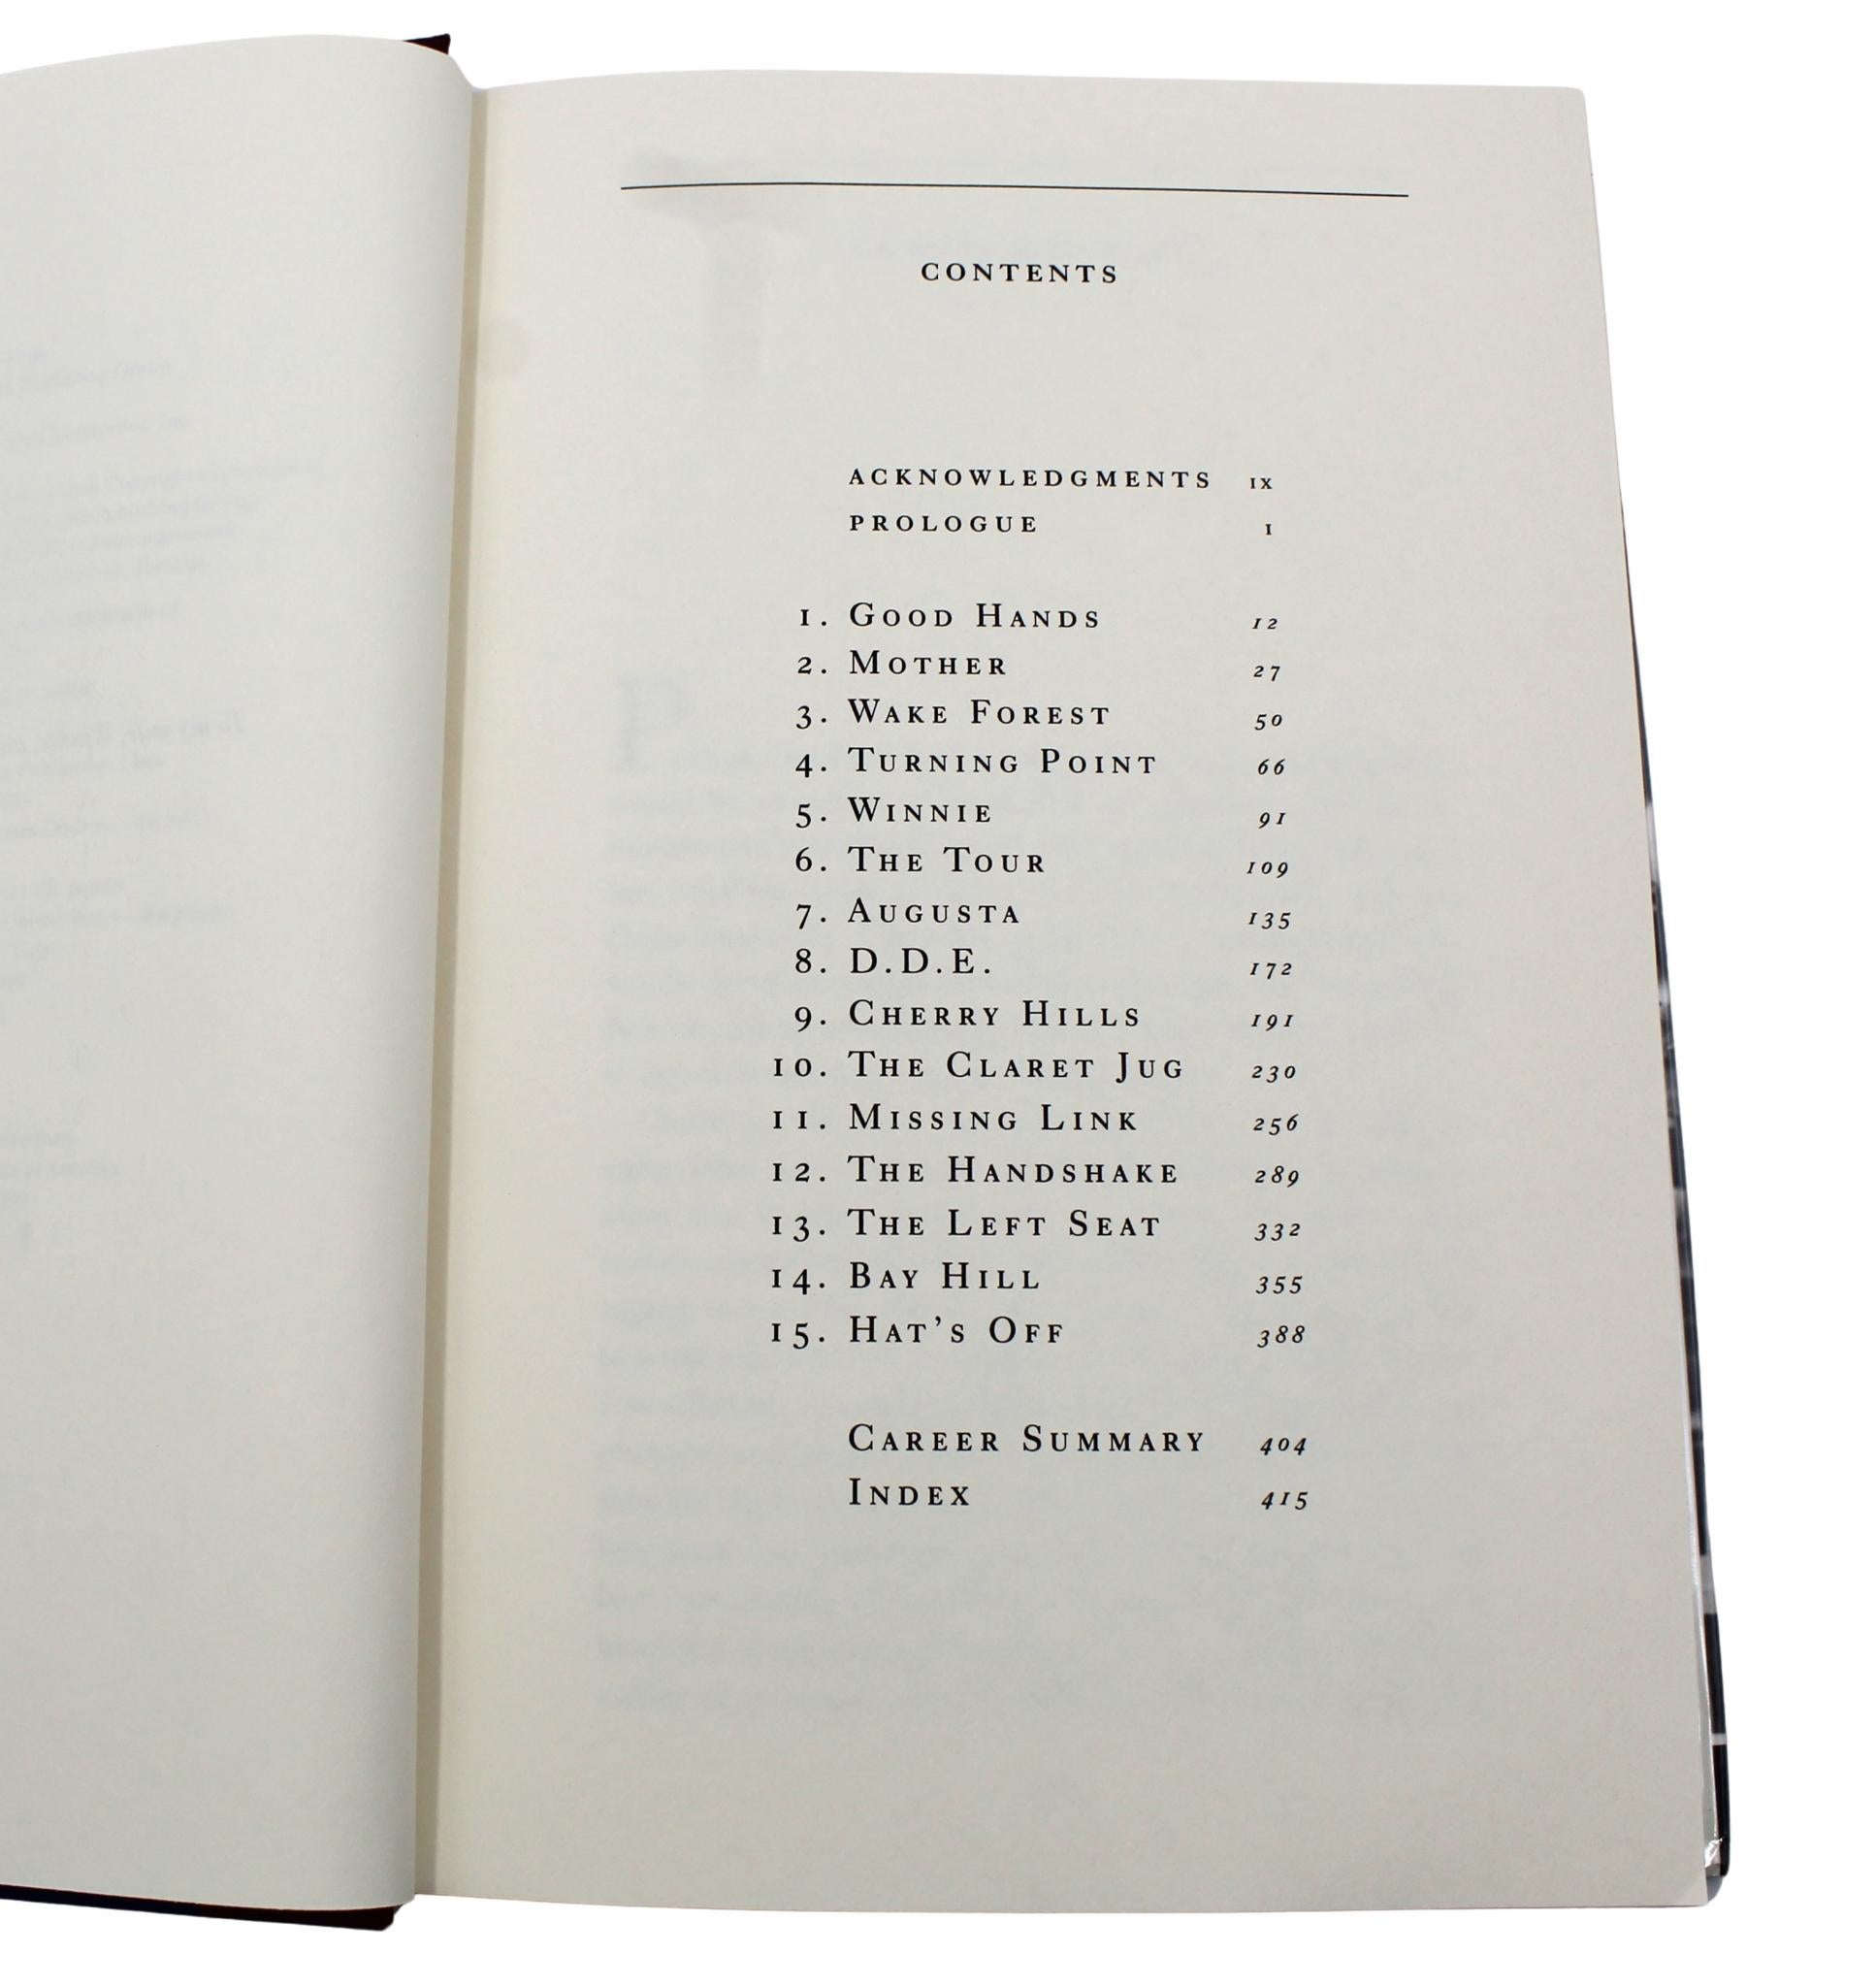 CONTENTS
ACKNOWLEDGMENTS IX
PROLOGUE I
1. GOOD HANDS 12
2. MOTHER 27
3. WAKE FOREST 50
4. TURNING POINT 66
5. WINNIE 91
6. THE TOUR 109
7. AUGUSTA 135
8. D.D.E. 172
9. CHERRY HILLS 191
10. THE CLARET JUG 230
11. MISSING LINK 256
12. THE HANDSHAKE 289
13. THE LEFT SEAT 332
14. BAY HILL 355
15. HAT'S OFF 388
CAREER SUMMARY 404
INDEX 415